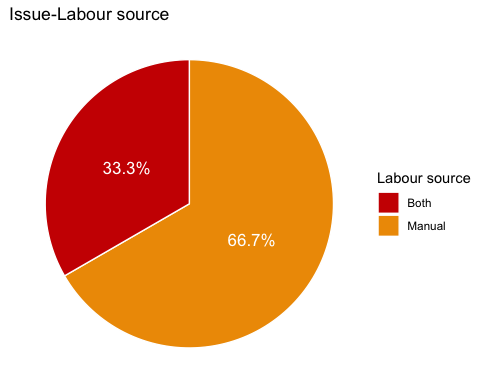 Issue-Labour source
33.3%
66.7%
Labour source
Both
Manual